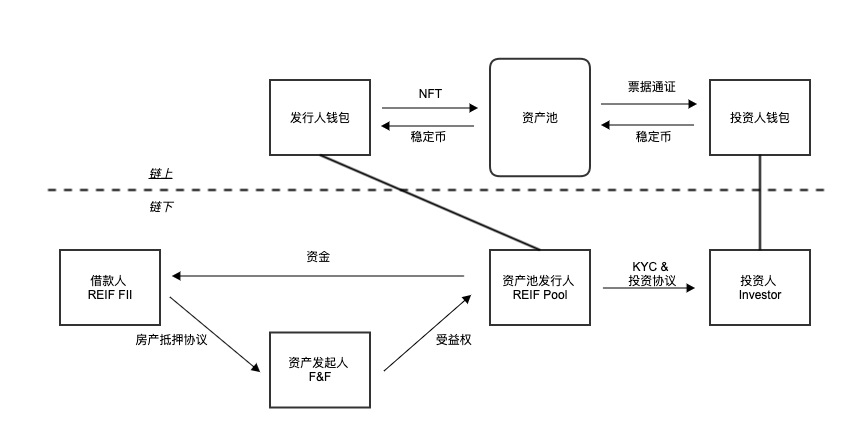 NFT
票据通证
发行人钱包
资产池
投资人钱包
稳定币
稳定币
链上
链下
资金
借款人
REIF FII
资产池发行人
REIF Pool
KYC &
投资协议
投资人
Investor
房产抵押协议
受益权
资产发起人
F&F